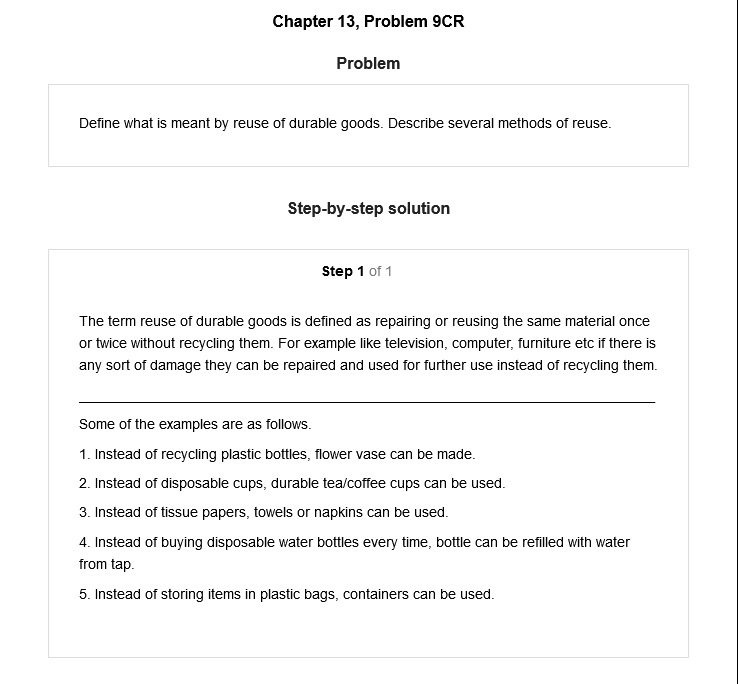 Chapter 13, Problem 9CR
Problem
Define what is meant by reuse of durable goods. Describe several methods of reuse.
Step-by-step solution
Step 1 of 1
The term reuse of durable goods is defined as repairing or reusing the same material once
or twice without recycling them. For example like television, computer, furniture etc if there is
any sort of damage they can be repaired and used for further use instead of recycling them.
Some of the examples are as follows.
1. Instead of recycling plastic bottles, flower vase can be made.
2. Instead of disposable cups, durable tea/coffee cups can be used.
3. Instead of tissue papers, towels or napkins can be used.
4. Instead of buying disposable water bottles every time, bottle can be refilled with water
from tap.
5. Instead of storing items in plastic bags, containers can be used.